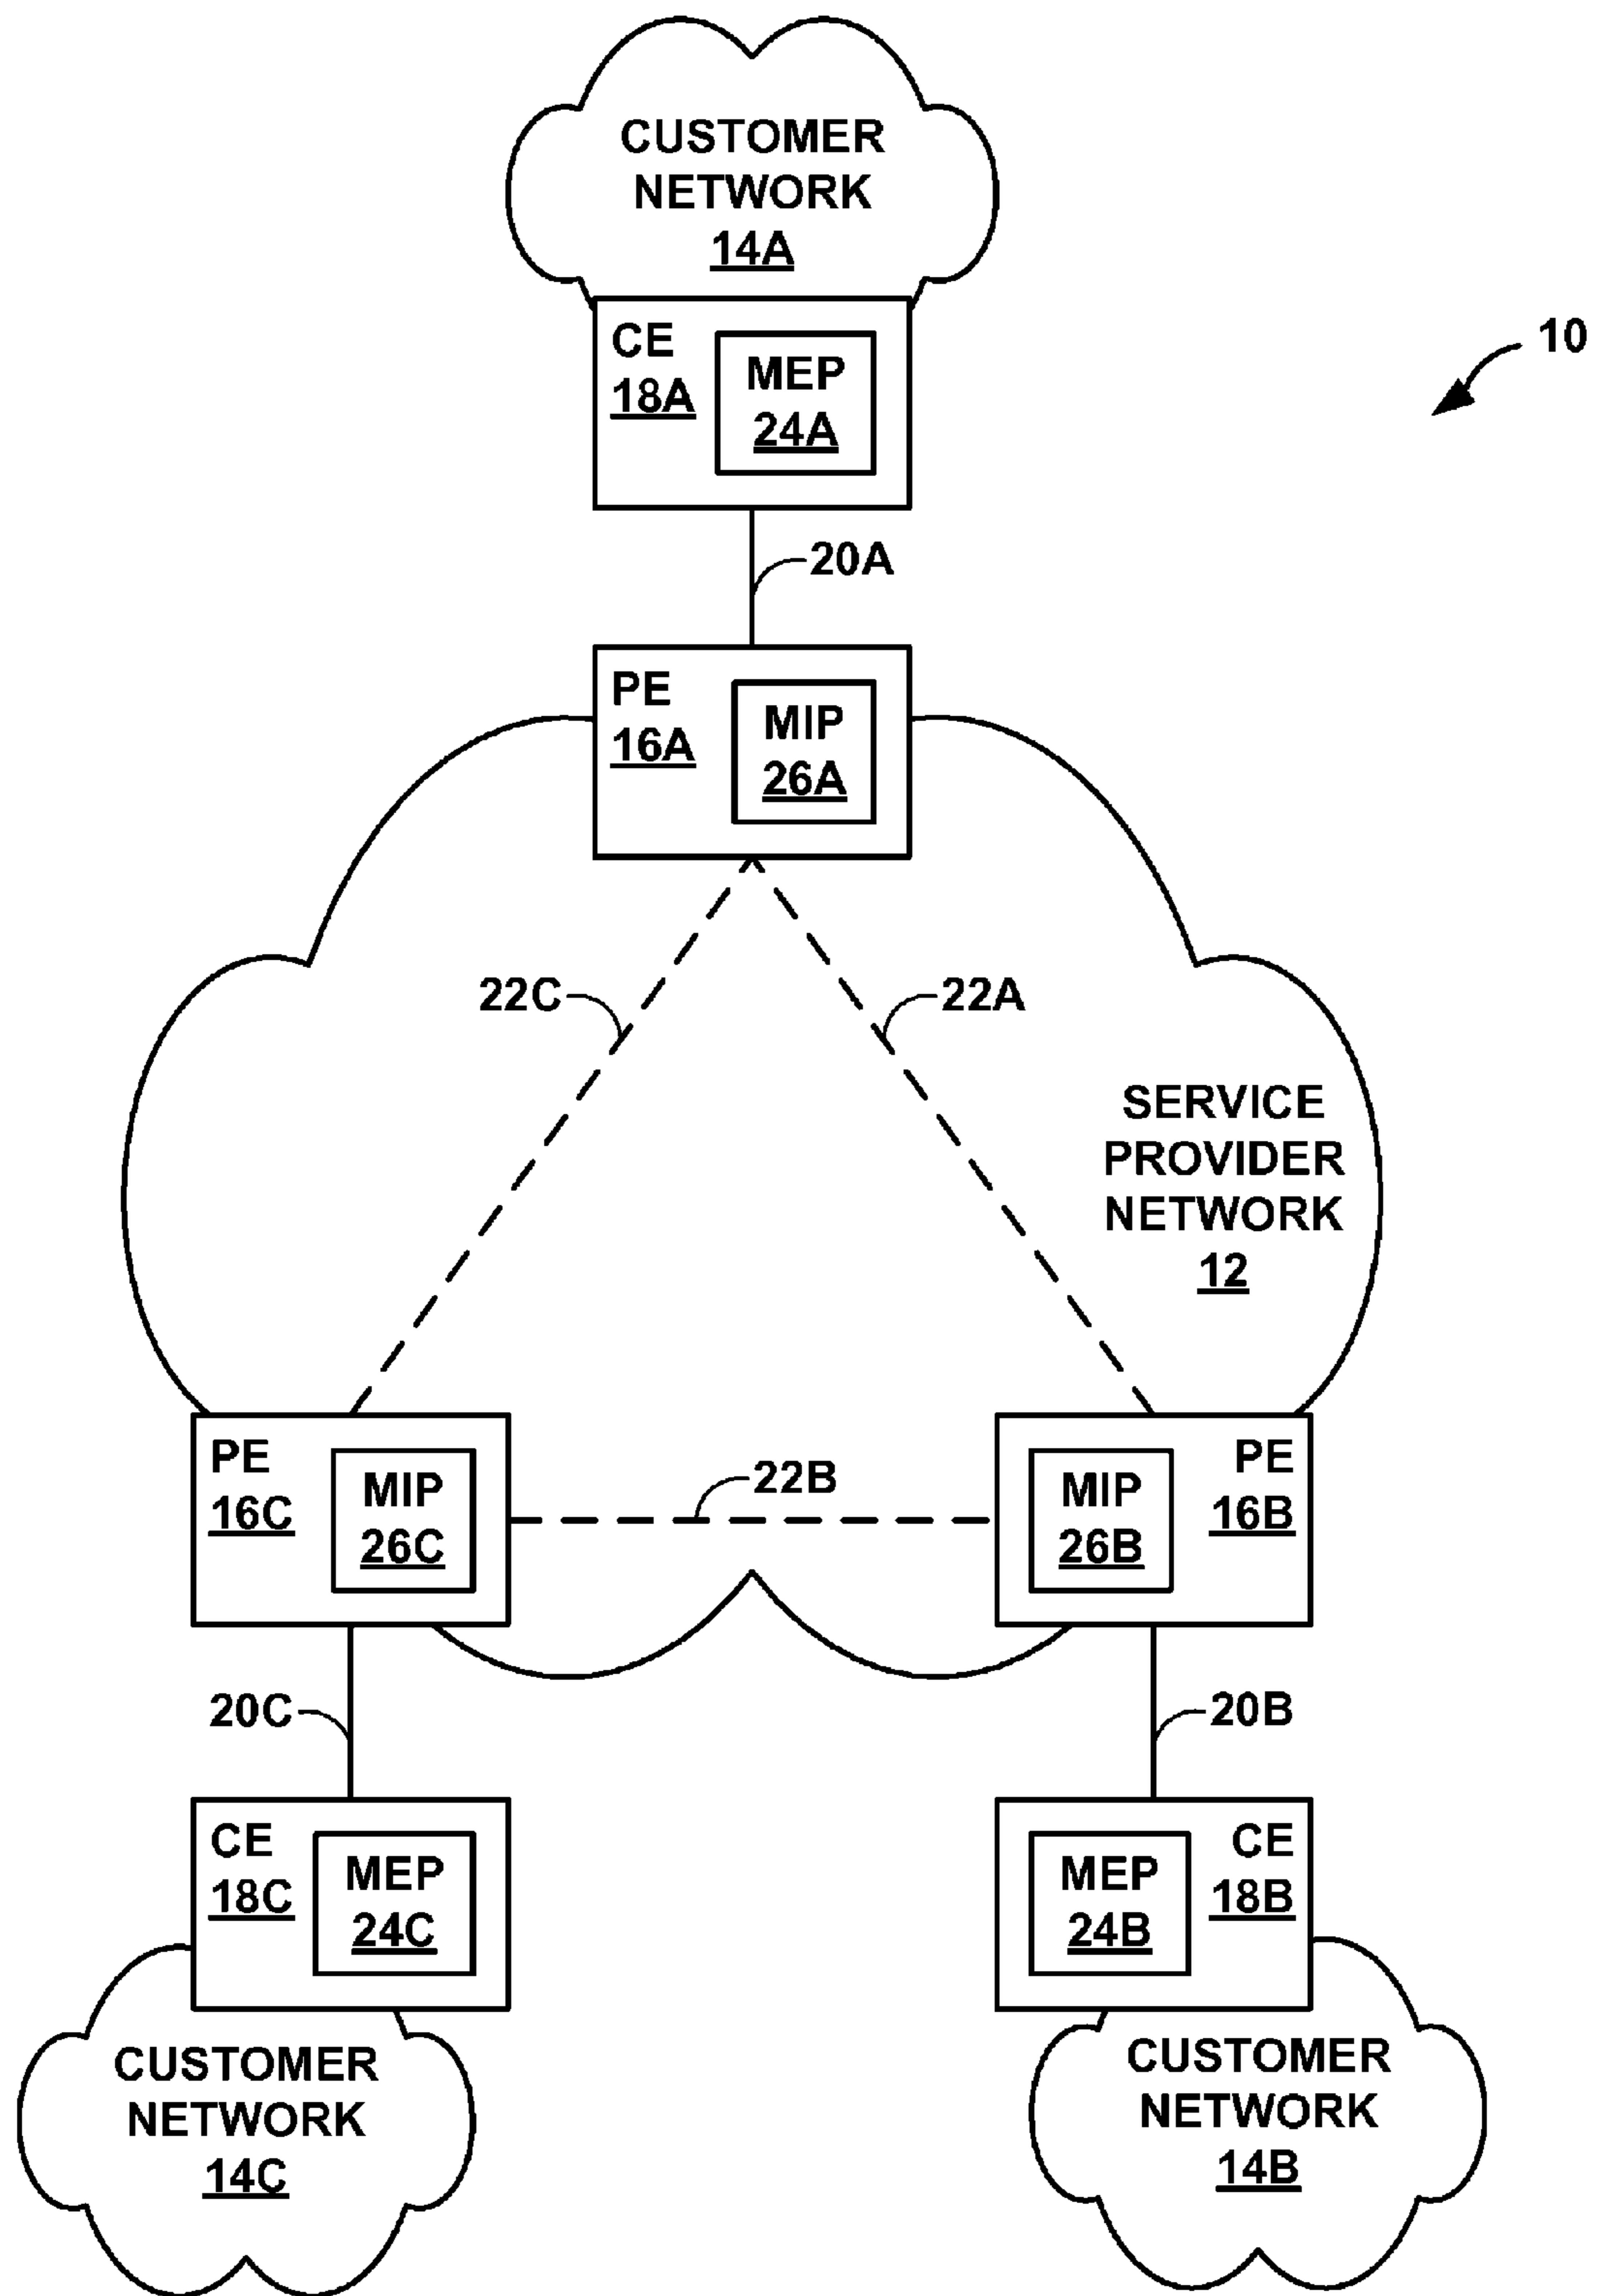 CUSTOMER
NETWORK
14A
10
CE
18A
MEP
24A
20A
PE
16A
MIP
26A
22C
22A
SERVICE
PROVIDER
NETWORK
12
PE
16C
MIP
26C
22B
MIP
26B
PE
16B
20C
20B
CE
18C
MEP
24C
MEP
24B
CE
18B
CUSTOMER
NETWORK
14C
CUSTOMER
NETWORK
14B